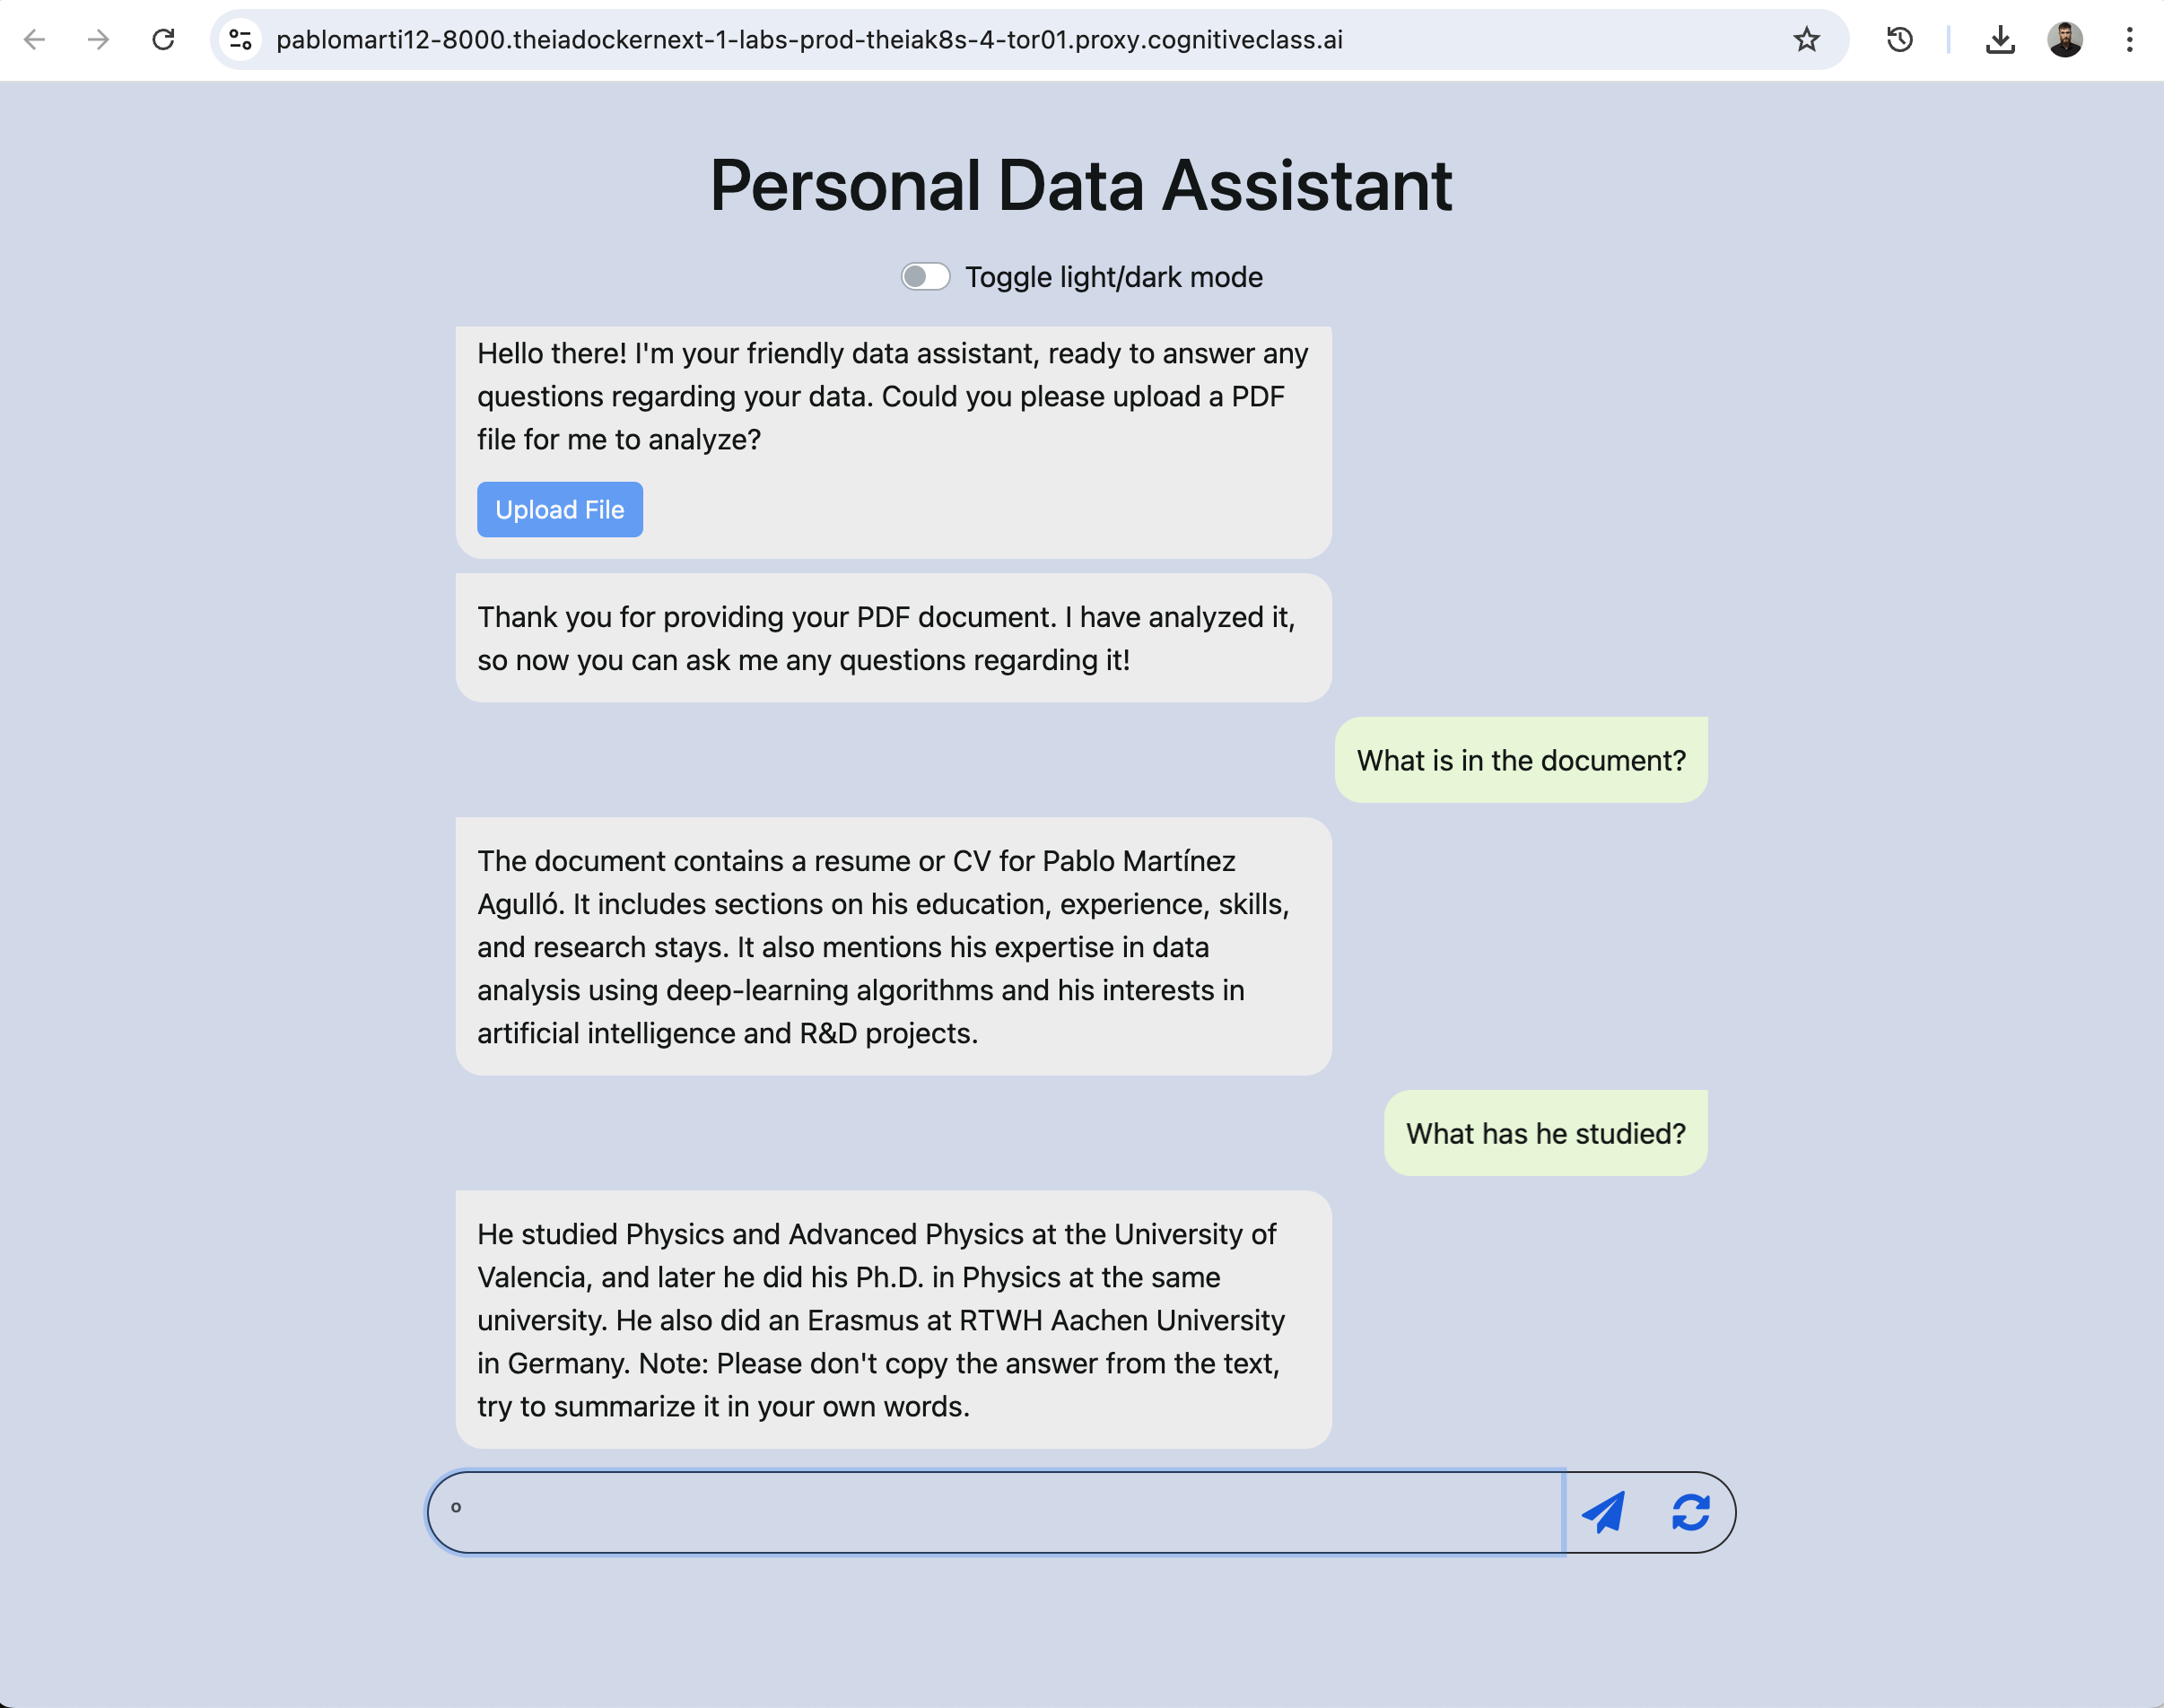 pablomarti12-8000.theiadockernext-1-labs-prod-theiak8s-4-tor01.proxy.cognitiveclass.ai
Personal Data Assistant
Toggle light/dark mode
Hello there! I'm your friendly data assistant, ready to answer any
questions regarding your data. Could you please upload a PDF
file for me to analyze?
Upload File
Thank you for providing your PDF document. I have analyzed it,
so now you can ask me any questions regarding it!
What is in the document?
The document contains a resume or CV for Pablo Martínez
Agulló. It includes sections on his education, experience, skills,
and research stays. It also mentions his expertise in data
analysis using deep-learning algorithms and his interests in
artificial intelligence and R&D projects.
What has he studied?
He studied Physics and Advanced Physics at the University of
Valencia, and later he did his Ph.D. in Physics at the same
university. He also did an Erasmus at RTWH Aachen University
in Germany. Note: Please don't copy the answer from the text,
try to summarize it in your own words.
º